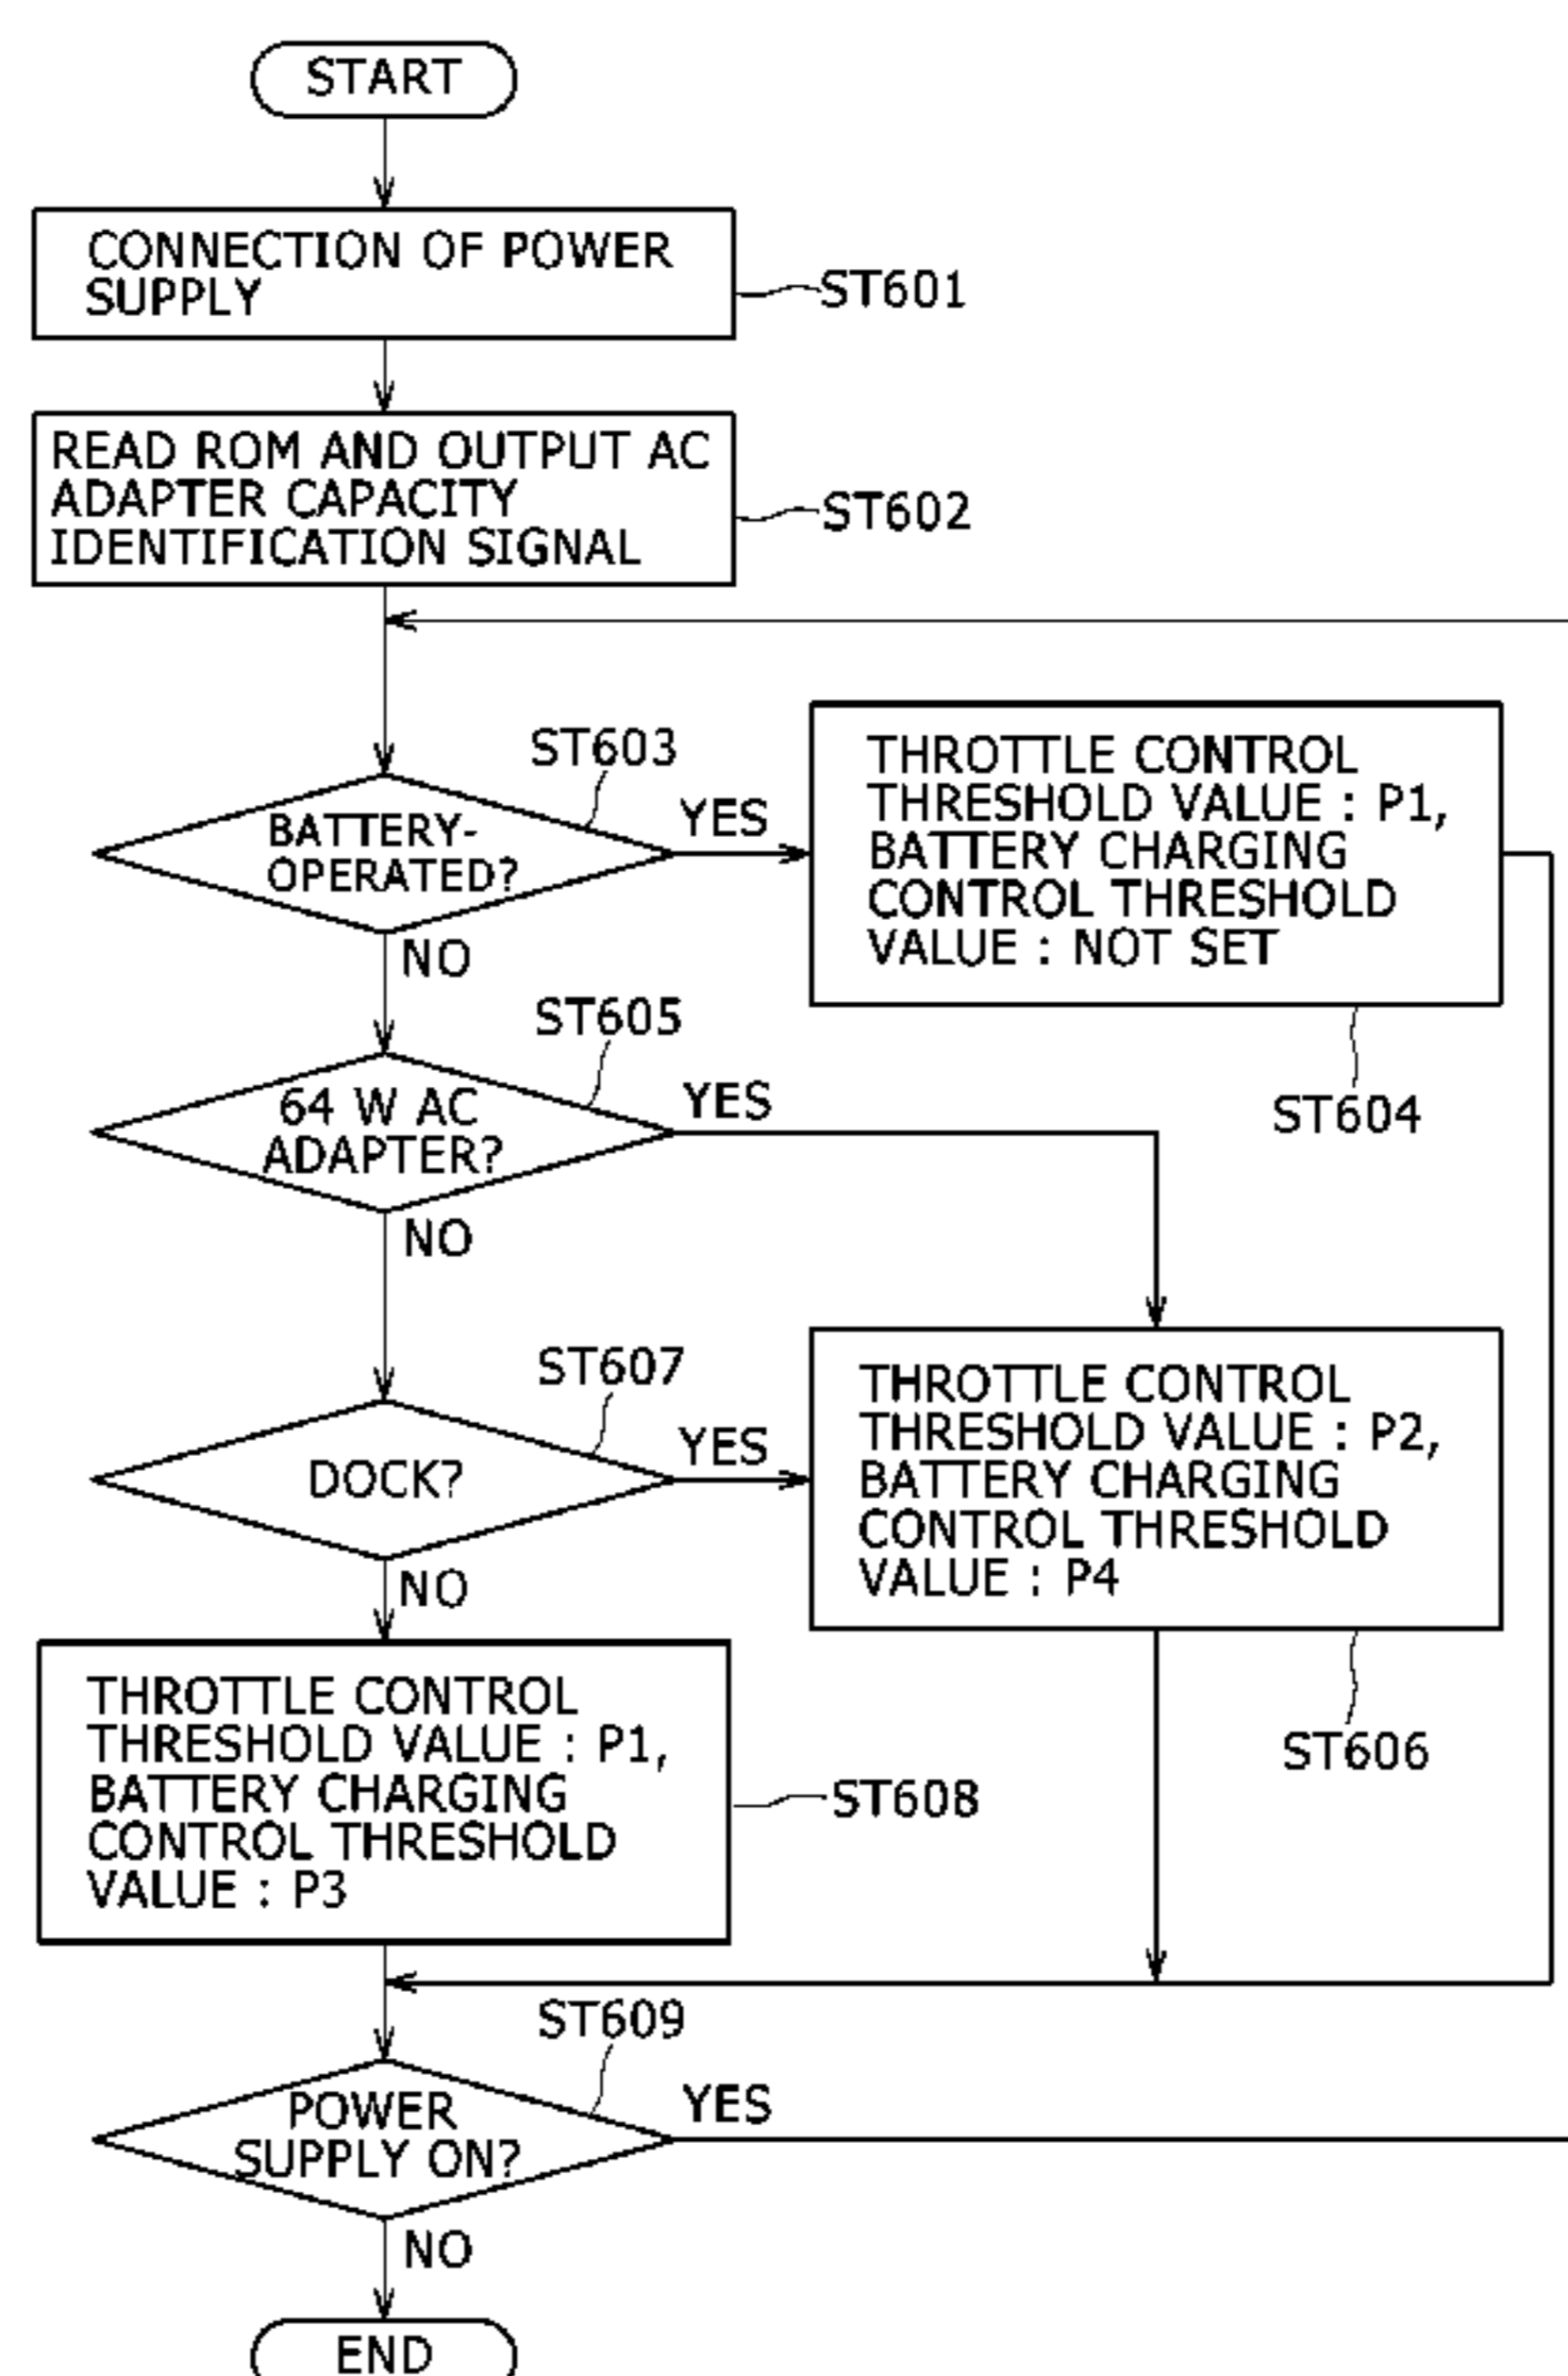 START
CONNECTION OF POWER
SUPPLY
ST601
READ ROM AND OUTPUT AC
ADAPTER CAPACITY
IDENTIFICATION SIGNAL
ST602
ST603
BATTERY-
OPERATED?
YES
NO
THROTTLE CONTROL
THRESHOLD VALUE : P1,
BATTERY CHARGING
CONTROL THRESHOLD
VALUE : NOT SET
ST604
ST605
64 W AC
ADAPTER?
YES
NO
ST607
DOCK?
YES
NO
THROTTLE CONTROL
THRESHOLD VALUE : P2,
BATTERY CHARGING
CONTROL THRESHOLD
VALUE : P4
ST606
THROTTLE CONTROL
THRESHOLD VALUE : P1,
BATTERY CHARGING
CONTROL THRESHOLD
VALUE : P3
ST608
ST609
POWER
SUPPLY ON?
YES
NO
END